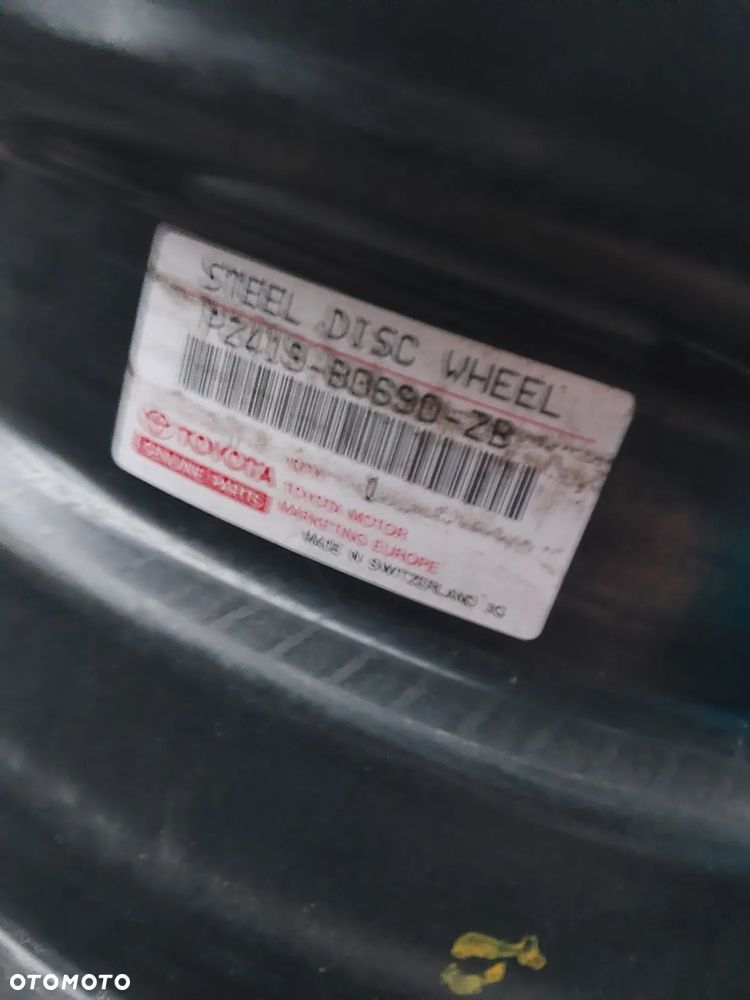 STEEL DISC WHEEL
PZ419-B0690-ZB
TOYOTA
GENUINE PARTS
QTY
1
TOYOTA MOTOR
MARKETING EUROPE
MADE IN SWITZERLAND 3G
OTOMOTO